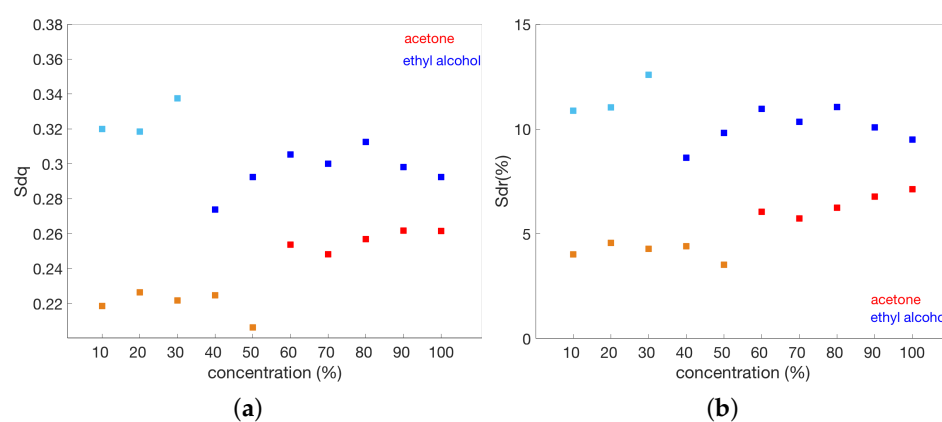 0.38
0.36
0.34
0.32
0.3
0.28
0.26
0.24
0.22
Sdq
acetone
ethyl alcohol
10 20 30 40 50 60 70 80 90 100
concentration (%)
(a)
15
10
5
0
Sdr(%)
acetone
ethyl alcoho
10 20 30 40 50 60 70 80 90 100
concentration (%)
(b)